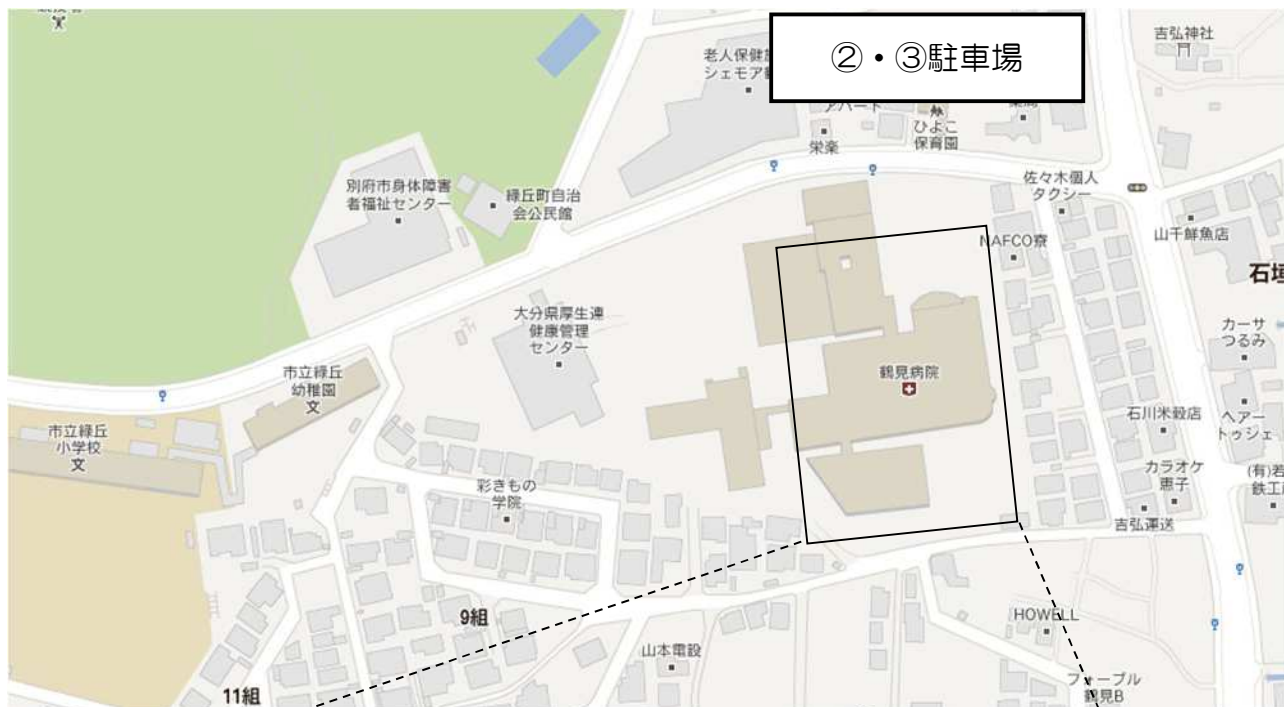 ②・③駐車場
吉弘神社
老人保健施
シェモア鶴
アパート
ひよこ
保育園
栄楽
佐々木個人
タクシー
別府市身体障害
者福祉センター
緑丘町自治
会公民館
山千鮮魚店
NAFCO寮
石垣
大分県厚生連
健康管理
センター
カーサ
つるみ
市立緑丘
幼稚園
文
鶴見病院
石川米穀店
ヘアー
トゥジェ
市立緑丘
小学校
文
カラオケ
恵子
(有)若
鉄工
彩きもの
学院
吉弘運送
9組
HOWELL
山本電設
フォーブル
鶴見B
11組